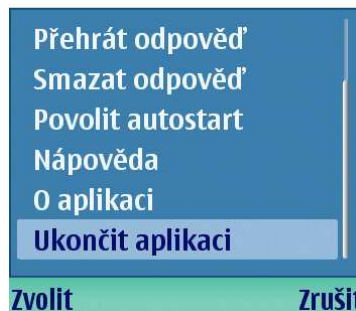 Přehrát odpověď
Smazat odpověď
Povolit autostart
Nápověda
O aplikaci
Ukončit aplikaci
Zvolit Zrušit